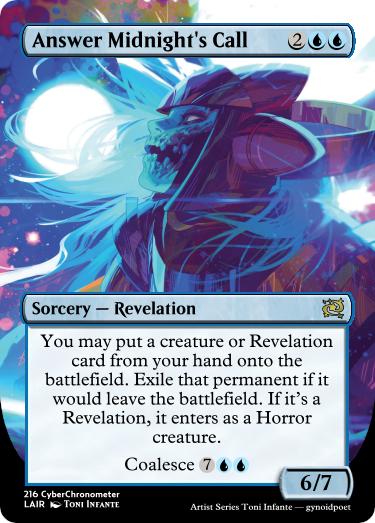 Answer Midnight's Call 2
Sorcery — Revelation
You may put a creature or Revelation
card from your hand onto the
battlefield. Exile that permanent if it
would leave the battlefield. If it's a
Revelation, it enters as a Horror
creature.
Coalesce 7
6/7
216 CyberChronometer
LAIR Toni Infante
Artist Series Toni Infante — gynoidpoet